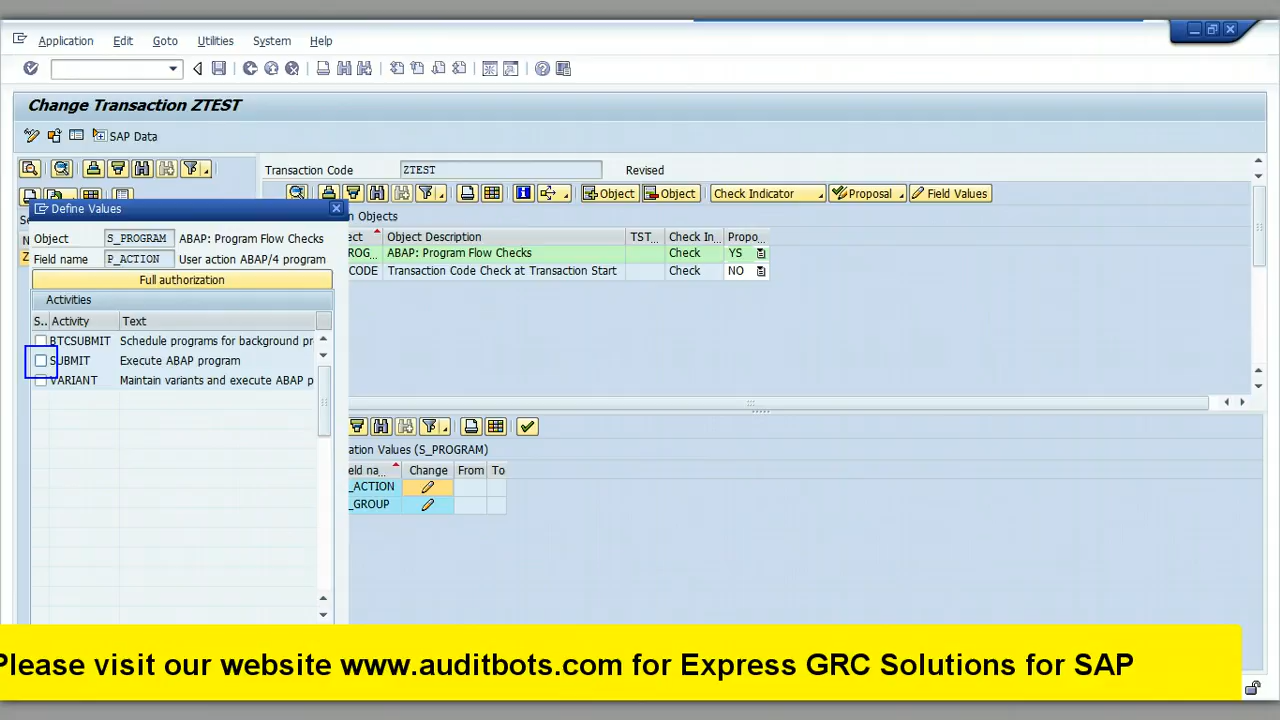 Application Edit Goto Utilities System Help
Change Transaction ZTEST
SAP Data
Transaction Code ZTEST Revised
Object Object Check Indicator Proposal Field Values
Define Values
n Objects
Object S_PROGRAM ABAP: Program Flow Checks
Field name P_ACTION User action ABAP/4 program
Full authorization
Activities
S.. Activity Text
BTCSUBMIT Schedule programs for background pr
SUBMIT Execute ABAP program
VARIANT Maintain variants and execute ABAP p
ect Object Description TST... Check In... Propo...
ROG... ABAP: Program Flow Checks Check YS
CODE Transaction Code Check at Transaction Start Check NO
ation Values (S_PROGRAM)
eld na... Change From To
_ACTION
_GROUP
Please visit our website www.auditbots.com for Express GRC Solutions for SAP